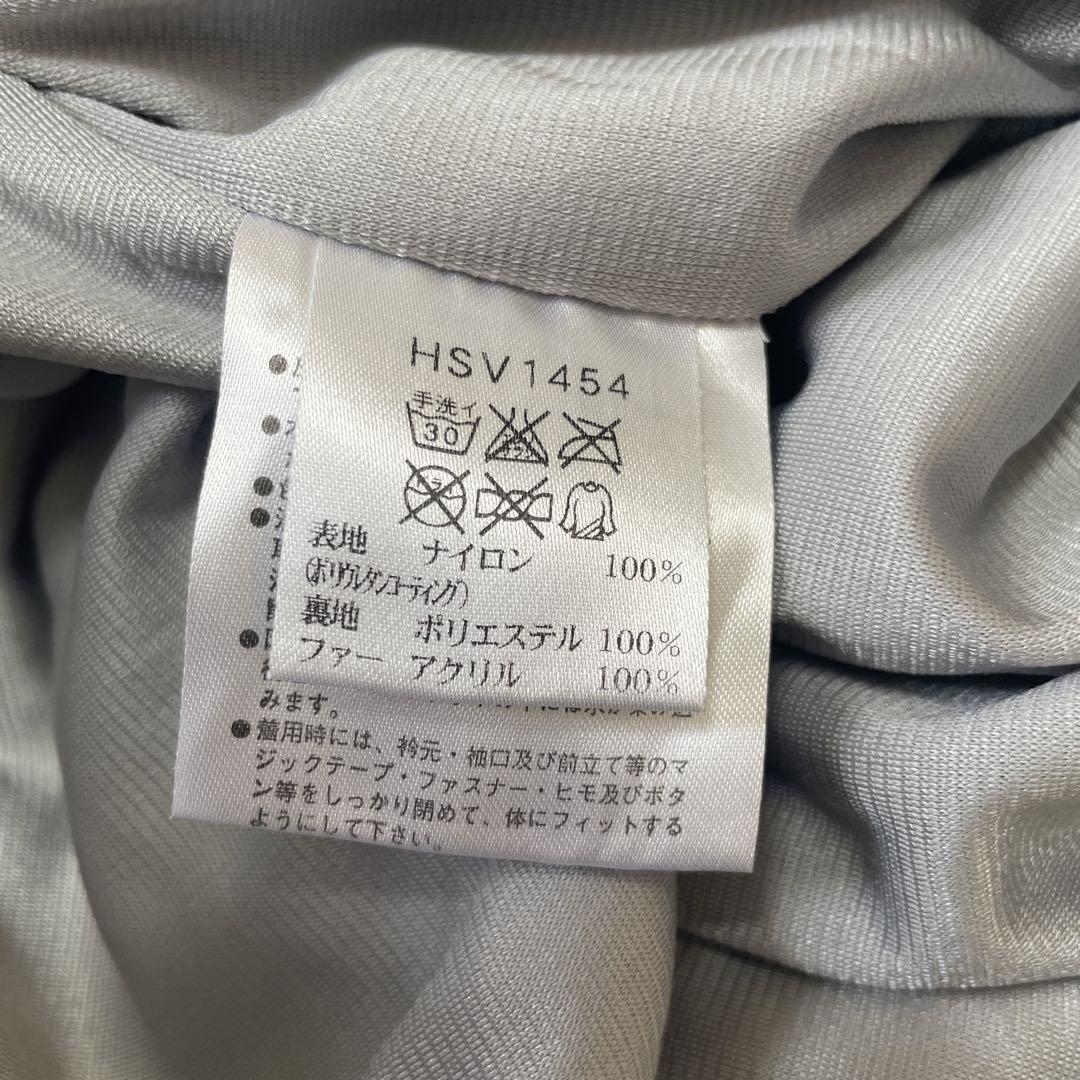 HSV1454
手洗イ
30
表地 ナイロン 100%
(ポリウルタンコーティング)
裏地 ポリエステル 100%
ファー アクリル 100%
みます。
●着用時には、衿元・袖口及び前立て等のマ
ジックテープ・ファスナー・ヒモ及びボタ
ン等をしっかり閉めて、体にフィットする
ようにして下さい。